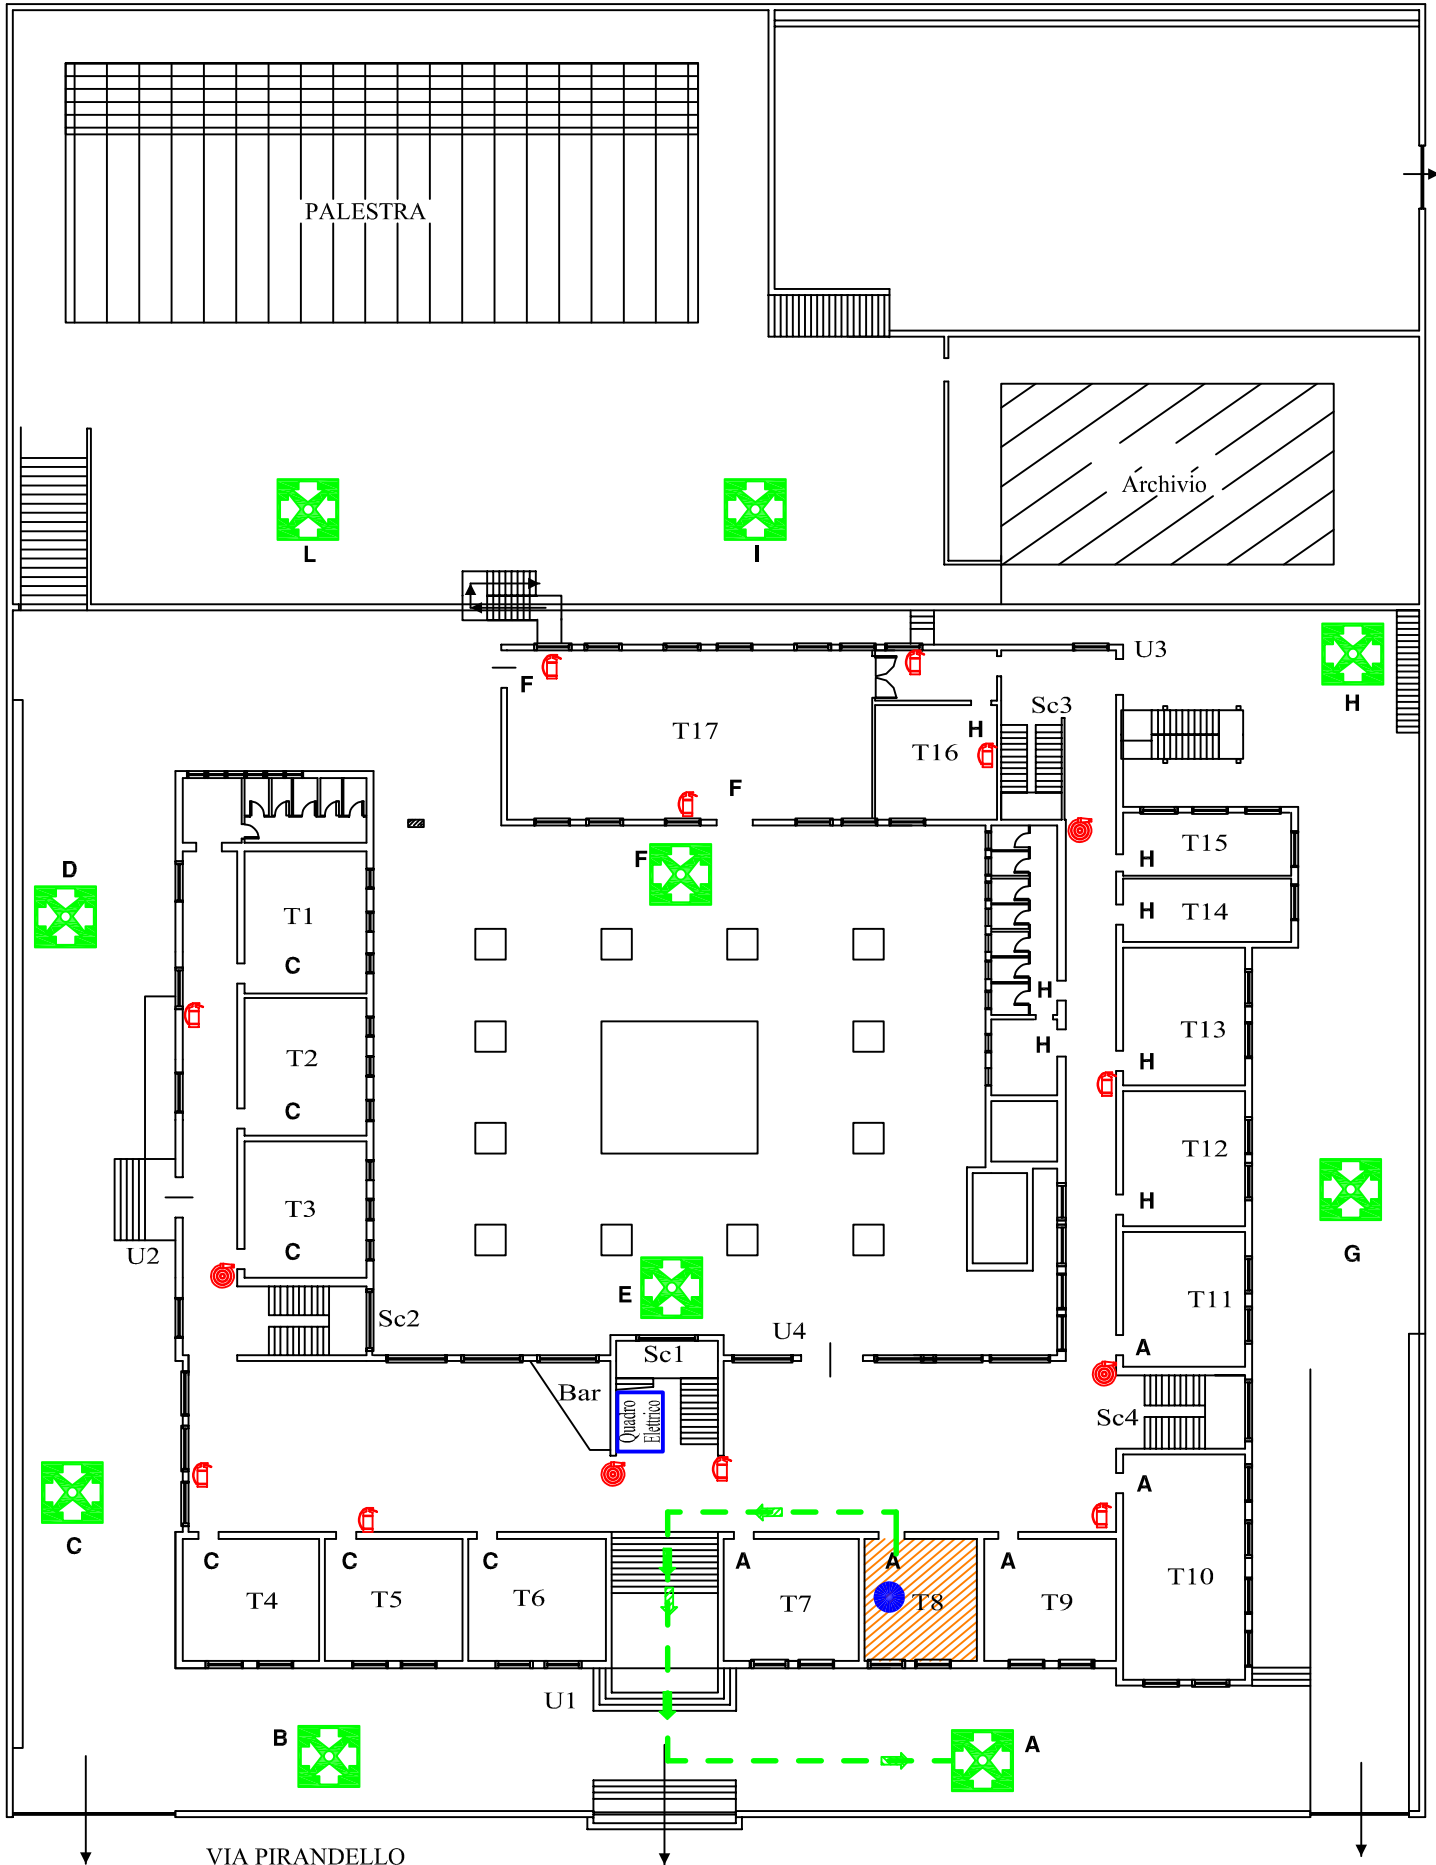 PALESTRA
Archivio
L
I
U3
H
F
Sc3
T17
H
T16
F
T15
H
F
D
T1
T14
H
C
H
T13
T2
H
H
C
T12
H
T3
C
U2
G
E
T11
Sc2
U4
Sc1
A
Bar
Quadro
Elettrico
Sc4
A
C
C
C
C
A
A
A
T4
T5
T6
T7
T8
T9
T10
U1
B
A
VIA PIRANDELLO